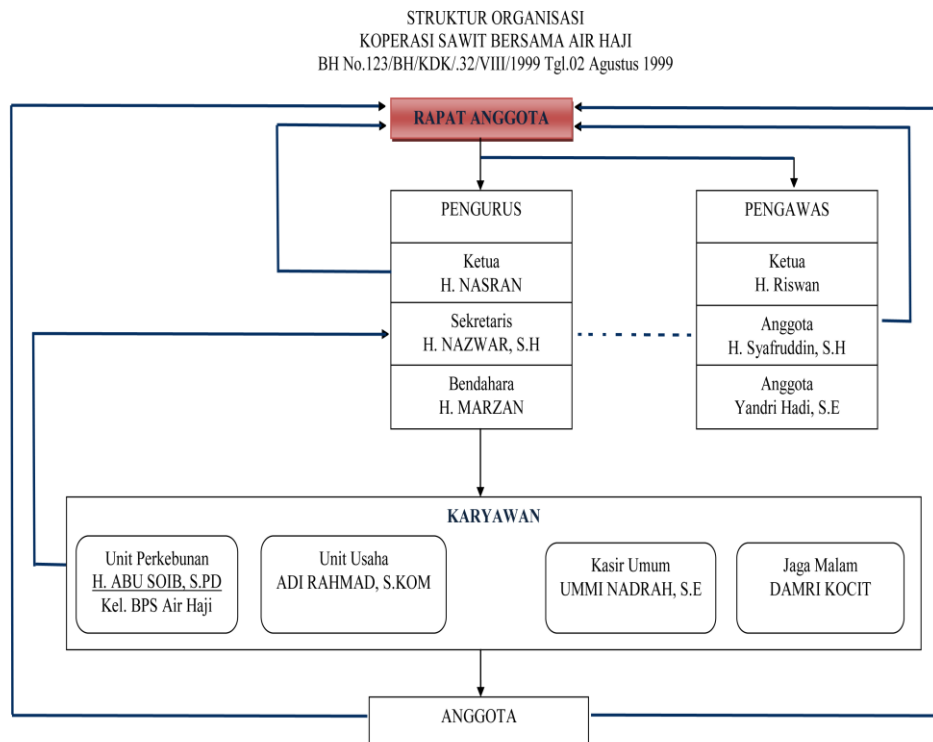 STRUKTUR ORGANISASI
KOPERASI SAWIT BERSAMA AIR HAJI
BH No.123/BH/KDK/.32/VIII/1999 Tgl.02 Agustus 1999
RAPAT ANGGOTA
PENGURUS
Ketua
H. NASRAN
Sekretaris
H. NAZWAR, S.H
Bendahara
H. MARZAN
PENGAWAS
Ketua
H. Riswan
Anggota
H. Syafruddin, S.H
Anggota
Yandri Hadi, S.E
KARYAWAN
Unit Perkebunan
H. ABU SOIB, S.PD
Kel. BPS Air Haji
Unit Usaha
ADI RAHMAD, S.KOM
Kasir Umum
UMMI NADRAH, S.E
Jaga Malam
DAMRI KOCIT
ANGGOTA